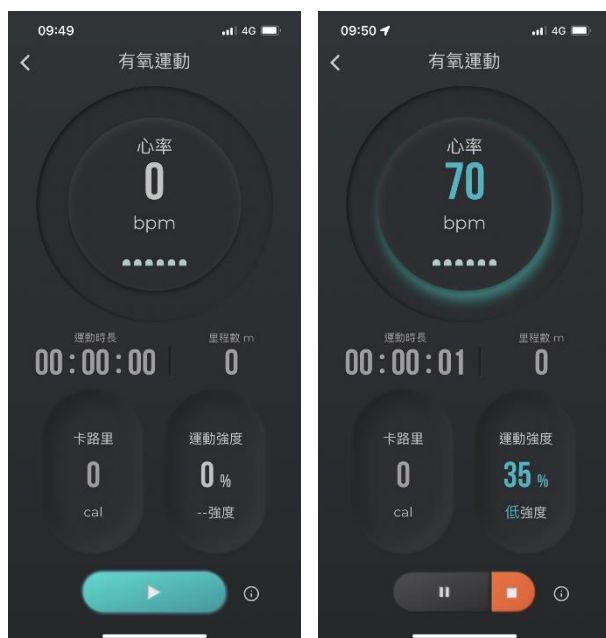 09:49
4G
有氧運動
心率
0
bpm
運動時長
里程數 m
00:00:00
0
卡路里
運動強度
0
0 %
cal
--強度
09:50
4G
有氧運動
心率
70
bpm
運動時長
里程數 m
00:00:01
0
卡路里
運動強度
0
35 %
cal
低強度